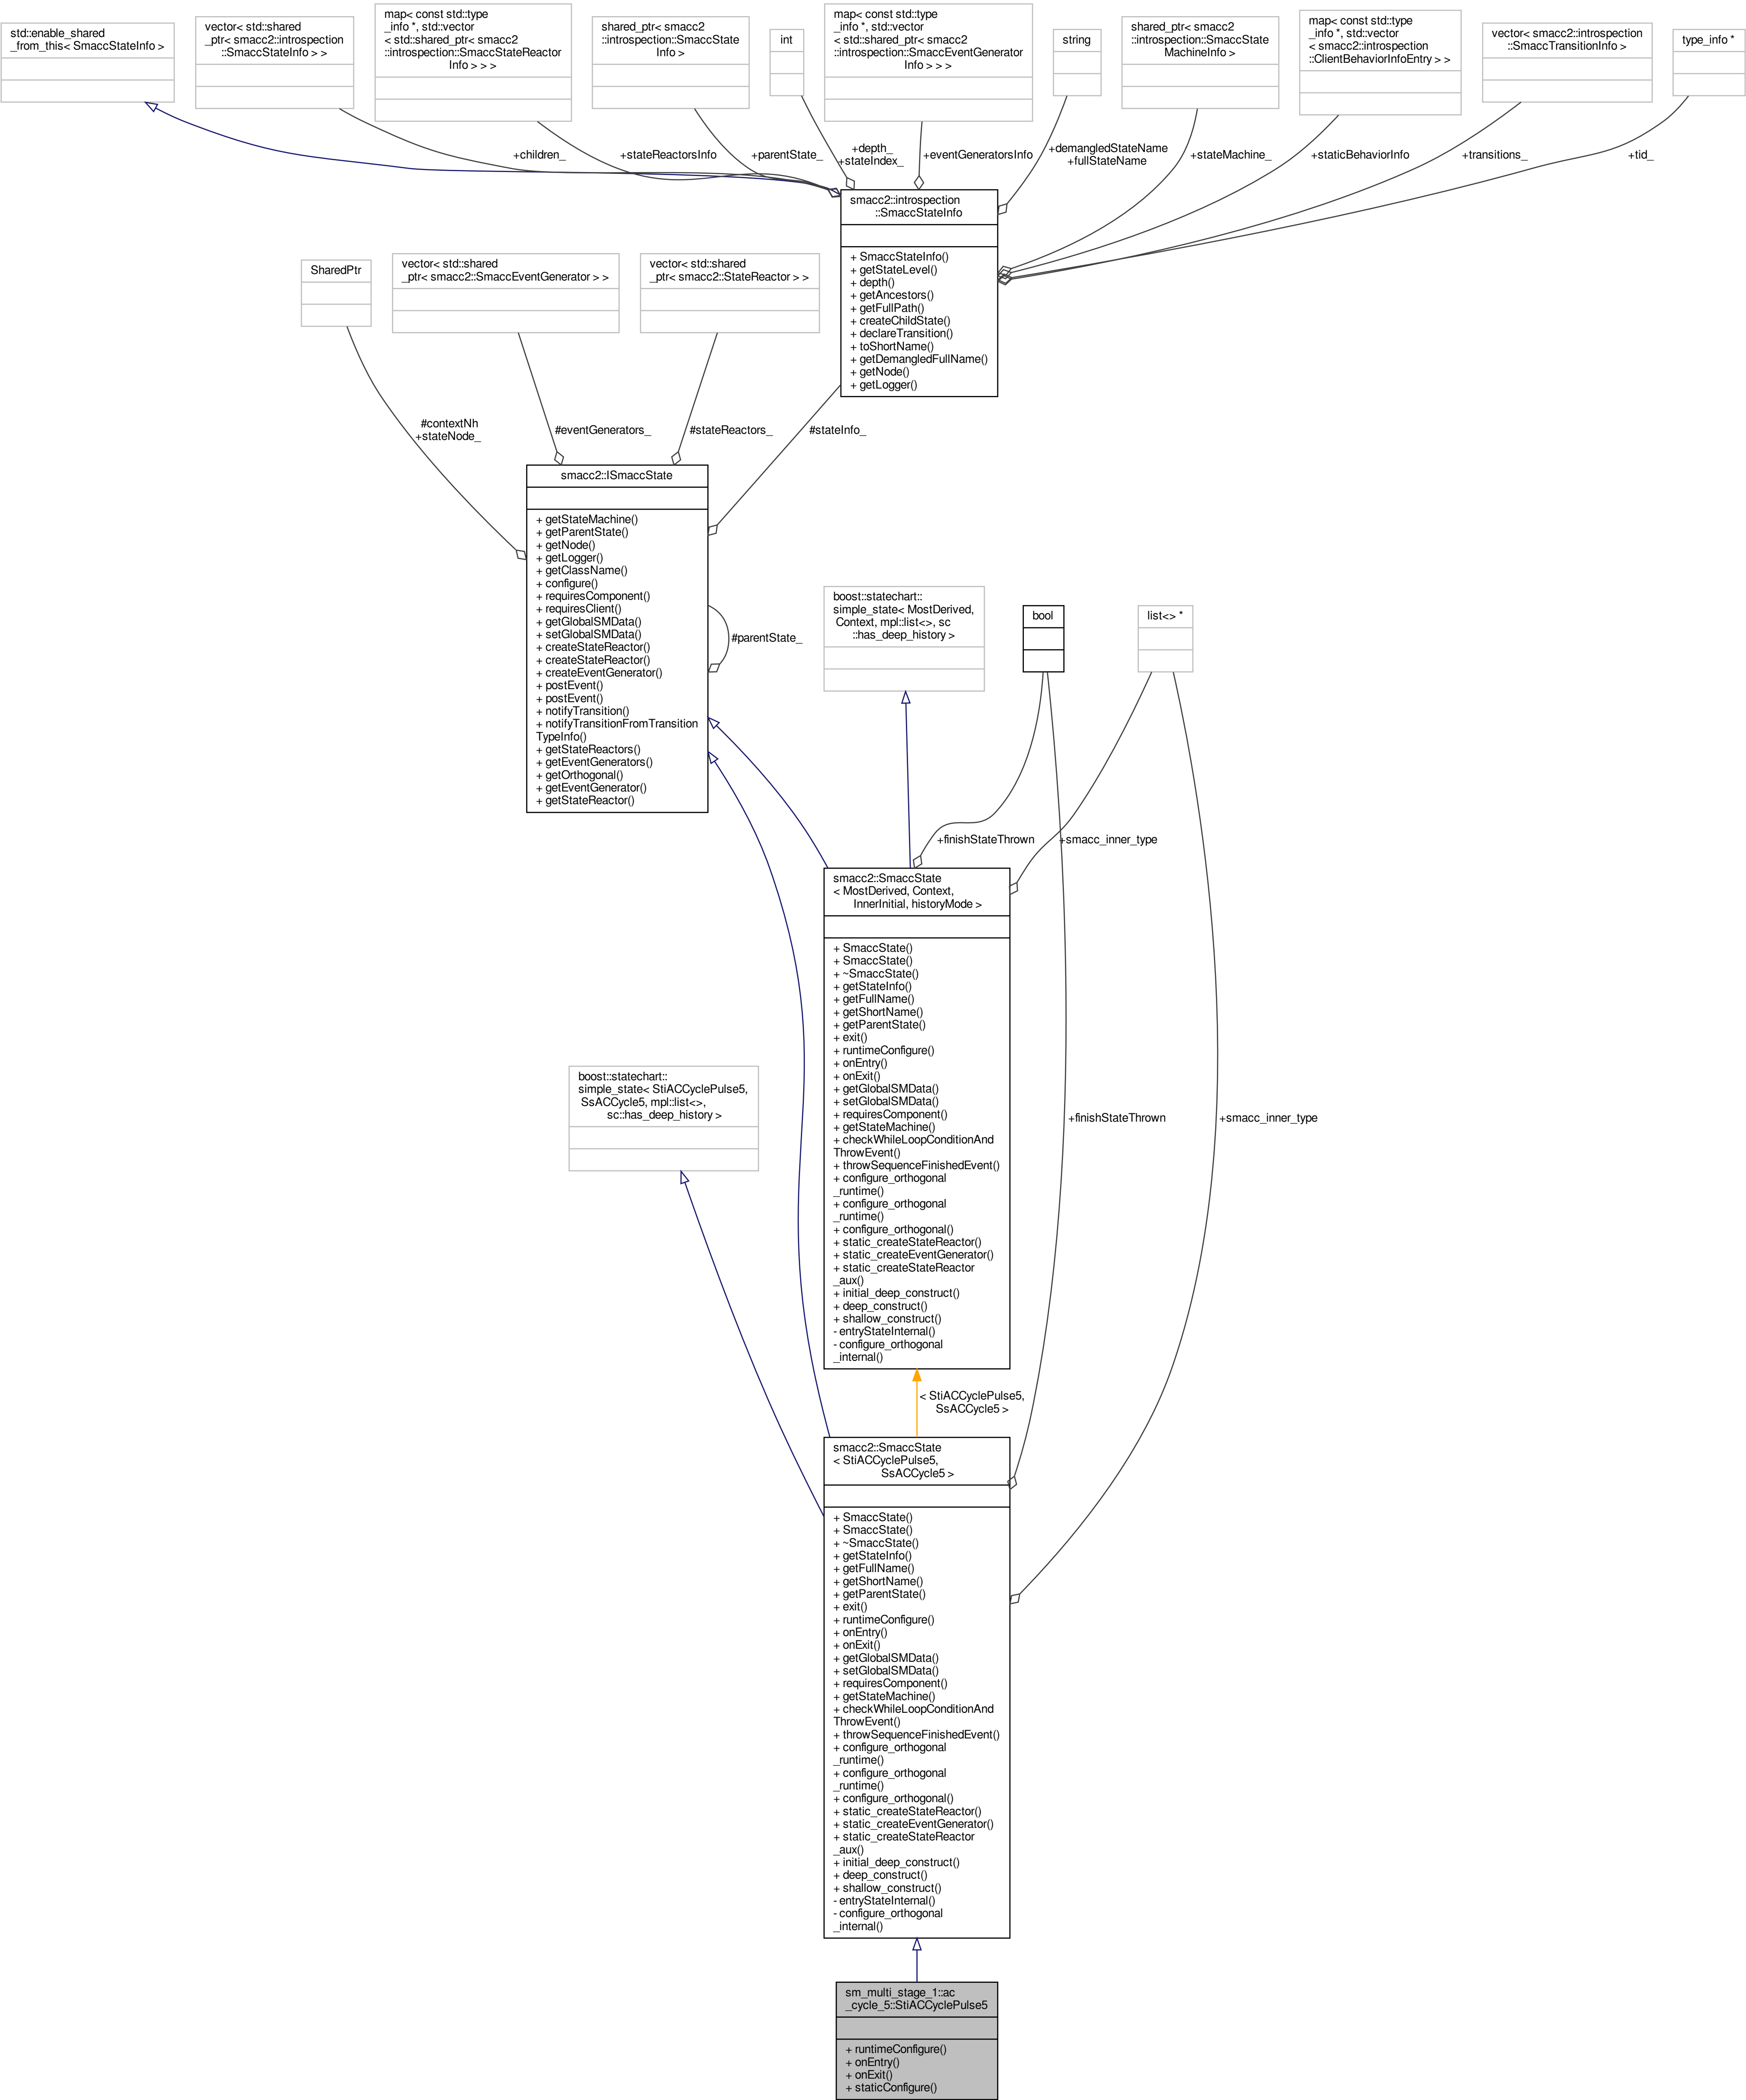 std::enable_shared
_from_this< SmaccStateInfo >
vector< std::shared
_ptr< smacc2::introspection
::SmaccStateInfo > >
map< const std::type
_info *, std::vector
< std::shared_ptr< smacc2
::introspection::SmaccStateReactor
Info > > >
shared_ptr< smacc2
::introspection::SmaccState
Info >
int
map< const std::type
_info *, std::vector
< std::shared_ptr< smacc2
::introspection::SmaccEventGenerator
Info > > >
string
shared_ptr< smacc2
::introspection::SmaccState
MachineInfo >
map< const std::type
_info *, std::vector
< smacc2::introspection
::ClientBehaviorInfoEntry > >
vector< smacc2::introspection
::SmaccTransitionInfo >
type_info *
+children_
+stateReactorsInfo
+parentState_
+depth_
+stateIndex_
+eventGeneratorsInfo
+demangledStateName
+fullStateName
+stateMachine_
+staticBehaviorInfo
+transitions_
+tid_
smacc2::introspection
::SmaccStateInfo
+ SmaccStateInfo()
+ getStateLevel()
+ depth()
+ getAncestors()
+ getFullPath()
+ createChildState()
+ declareTransition()
+ toShortName()
+ getDemangledFullName()
+ getNode()
+ getLogger()
SharedPtr
vector< std::shared
_ptr< smacc2::SmaccEventGenerator > >
vector< std::shared
_ptr< smacc2::StateReactor > >
#contextNh
+stateNode_
#eventGenerators_
#stateReactors_
#stateInfo_
smacc2::ISmaccState
+ getStateMachine()
+ getParentState()
+ getNode()
+ getLogger()
+ getClassName()
+ configure()
+ requiresComponent()
+ requiresClient()
+ getGlobalSMData()
+ setGlobalSMData()
+ createStateReactor()
+ createStateReactor()
+ createEventGenerator()
+ postEvent()
+ postEvent()
+ notifyTransition()
+ notifyTransitionFromTransition
TypeInfo()
+ getStateReactors()
+ getEventGenerators()
+ getOrthogonal()
+ getEventGenerator()
+ getStateReactor()
#parentState_
boost::statechart::
simple_state< MostDerived,
Context, mpl::list<>, sc
::has_deep_history >
bool
list<> *
+finishStateThrown
+smacc_inner_type
smacc2::SmaccState
< MostDerived, Context,
InnerInitial, historyMode >
+ SmaccState()
+ SmaccState()
+ ~SmaccState()
+ getStateInfo()
+ getFullName()
+ getShortName()
+ getParentState()
+ exit()
+ runtimeConfigure()
+ onEntry()
+ onExit()
+ getGlobalSMData()
+ setGlobalSMData()
+ requiresComponent()
+ getStateMachine()
+ checkWhileLoopConditionAnd
ThrowEvent()
+ throwSequenceFinishedEvent()
+ configure_orthogonal
_runtime()
+ configure_orthogonal
_runtime()
+ configure_orthogonal()
+ static_createStateReactor()
+ static_createEventGenerator()
+ static_createStateReactor
_aux()
+ initial_deep_construct()
+ deep_construct()
+ shallow_construct()
- entryStateInternal()
- configure_orthogonal
_internal()
boost::statechart::
simple_state< StiACCyclePulse5,
SsACCycle5, mpl::list<>,
sc::has_deep_history >
+finishStateThrown
+smacc_inner_type
< StiACCyclePulse5,
SsACCycle5 >
smacc2::SmaccState
< StiACCyclePulse5,
SsACCycle5 >
+ SmaccState()
+ SmaccState()
+ ~SmaccState()
+ getStateInfo()
+ getFullName()
+ getShortName()
+ getParentState()
+ exit()
+ runtimeConfigure()
+ onEntry()
+ onExit()
+ getGlobalSMData()
+ setGlobalSMData()
+ requiresComponent()
+ getStateMachine()
+ checkWhileLoopConditionAnd
ThrowEvent()
+ throwSequenceFinishedEvent()
+ configure_orthogonal
_runtime()
+ configure_orthogonal
_runtime()
+ configure_orthogonal()
+ static_createStateReactor()
+ static_createEventGenerator()
+ static_createStateReactor
_aux()
+ initial_deep_construct()
+ deep_construct()
+ shallow_construct()
- entryStateInternal()
- configure_orthogonal
_internal()
sm_multi_stage_1::ac
_cycle_5::StiACCyclePulse5
+ runtimeConfigure()
+ onEntry()
+ onExit()
+ staticConfigure()